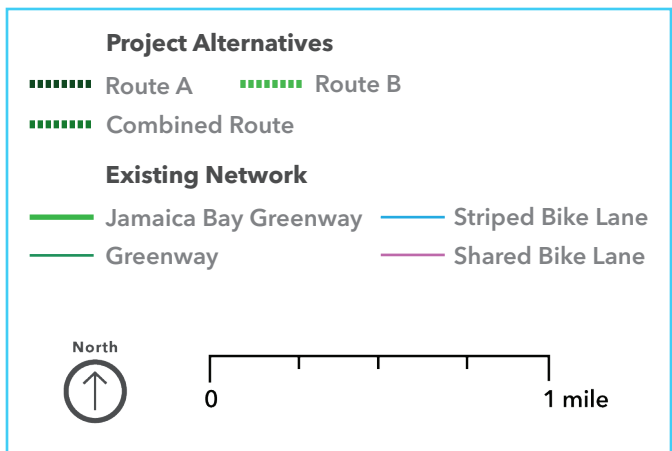 Project Alternatives
Route A Route B
Combined Route
Existing Network
Jamaica Bay Greenway Striped Bike Lane
Greenway Shared Bike Lane
North
0 1 mile